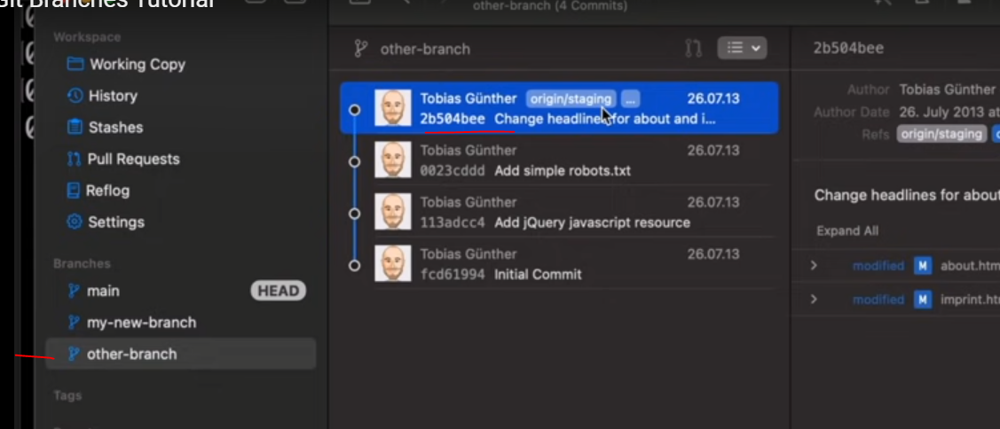 Git Branches Tutorial
other-branch (4 Commits)
Workspace
Working Copy
History
Stashes
Pull Requests
Reflog
Settings
Branches
main HEAD
my-new-branch
other-branch
Tags
other-branch
Tobias Günther origin/staging ... 26.07.13
2b504bee Change headlines for about and i...
Tobias Günther 26.07.13
0023cddd Add simple robots.txt
Tobias Günther 26.07.13
113adcc4 Add jQuery javascript resource
Tobias Günther 26.07.13
fcd61994 Initial Commit
2b504bee
Author Tobias Günther
Author Date 26. July 2013 at
Refs origin/staging
Change headlines for about
Expand All
modified M about.htm
modified M imprint.ht